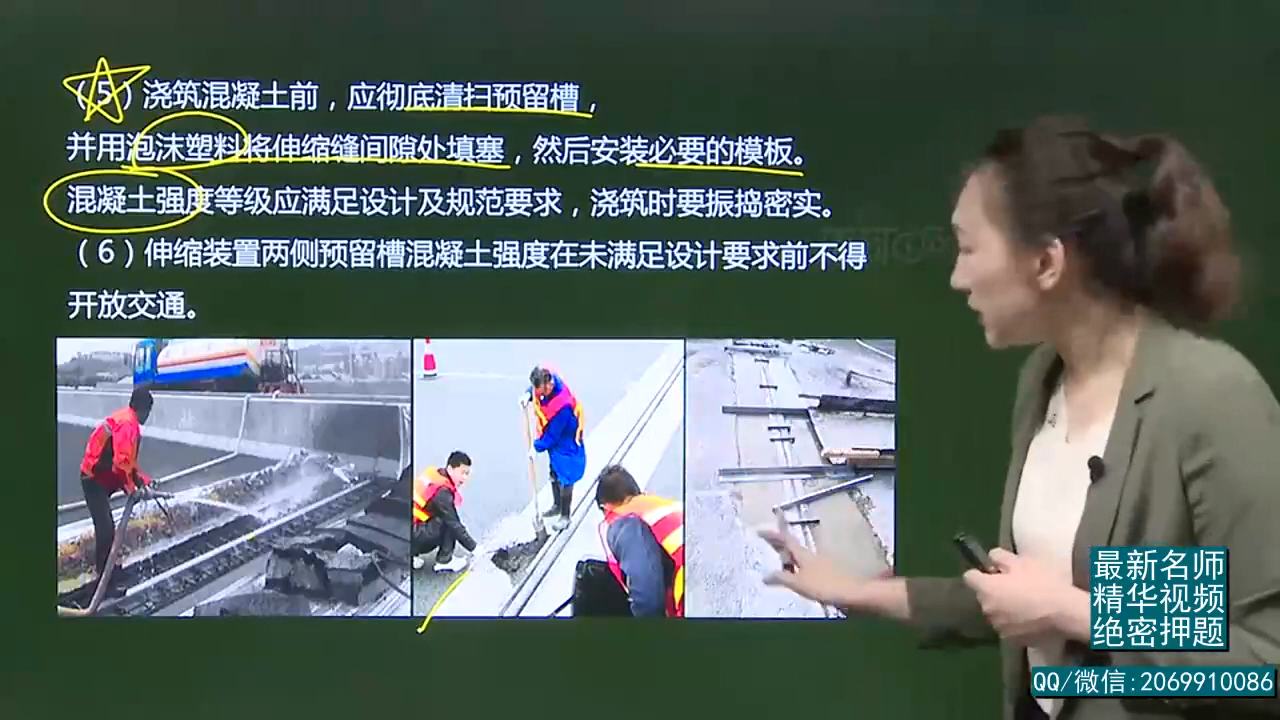 （5）浇筑混凝土前，应彻底清扫预留槽，
并用泡沫塑料将伸缩缝间隙处填塞，然后安装必要的模板。
混凝土强度等级应满足设计及规范要求，浇筑时要振捣密实。
（6）伸缩装置两侧预留槽混凝土强度在未满足设计要求前不得
开放交通。
最新名师
精华视频
绝密押题
QQ/微信:2069910086